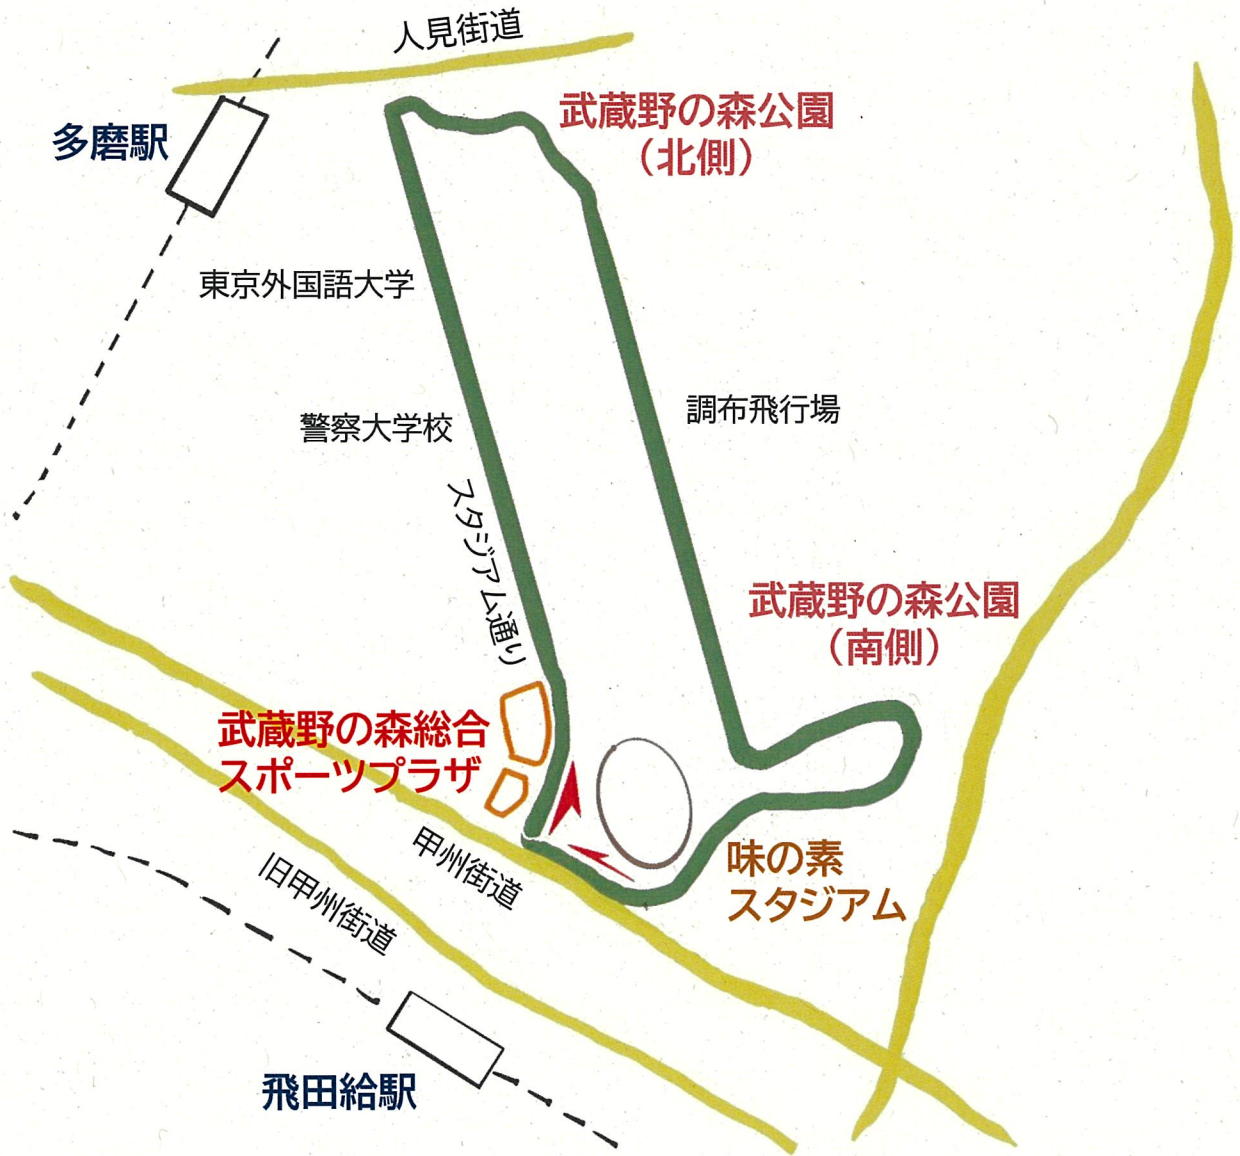 人見街道
武蔵野の森公園
（北側）
多磨駅
東京外国語大学
調布飛行場
警察大学校
スタジアム通り
武蔵野の森公園
（南側）
武蔵野の森総合
スポーツプラザ
甲州街道
味の素
スタジアム
旧甲州街道
飛田給駅